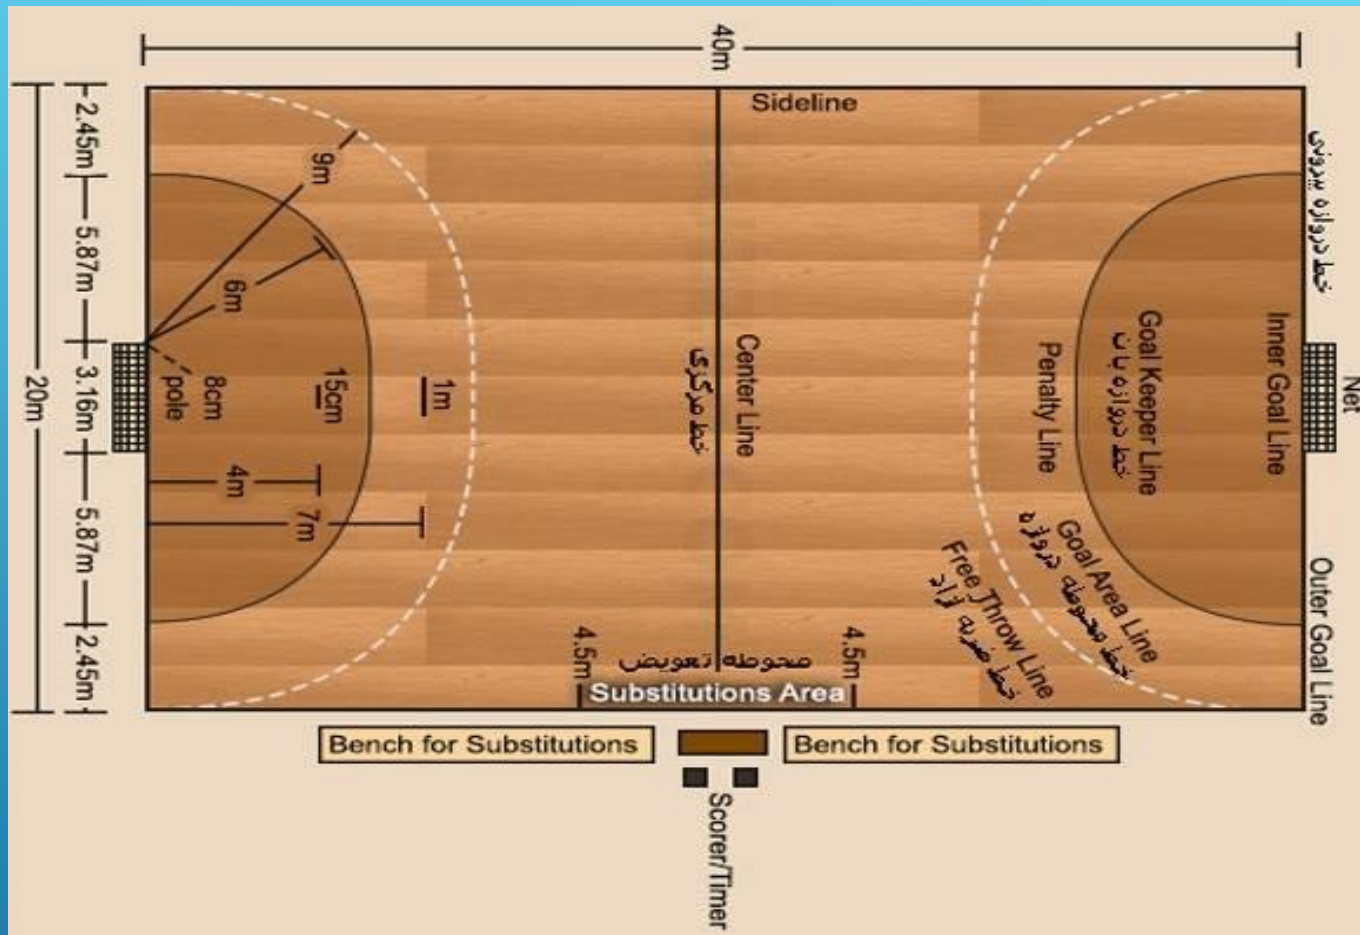 40m
Sideline
2.45m
5.87m
3.16m
5.87m
2.45m
20m
9m
6m
8cm
pole
15cm
1m
4m
7m
Center Line
خط مرکزی
Penalty Line
Goal Keeper Line
خط دروازه بان
Inner Goal Line
Net
خط دروازه بیرونی
Outer Goal Line
Goal Area Line
خط محوطه دروازه
Free Throw Line
خط ضربه آزاد
4.5m
4.5m
محوطه تعویض
Substitutions Area
Bench for Substitutions
Bench for Substitutions
Scorer/Timer